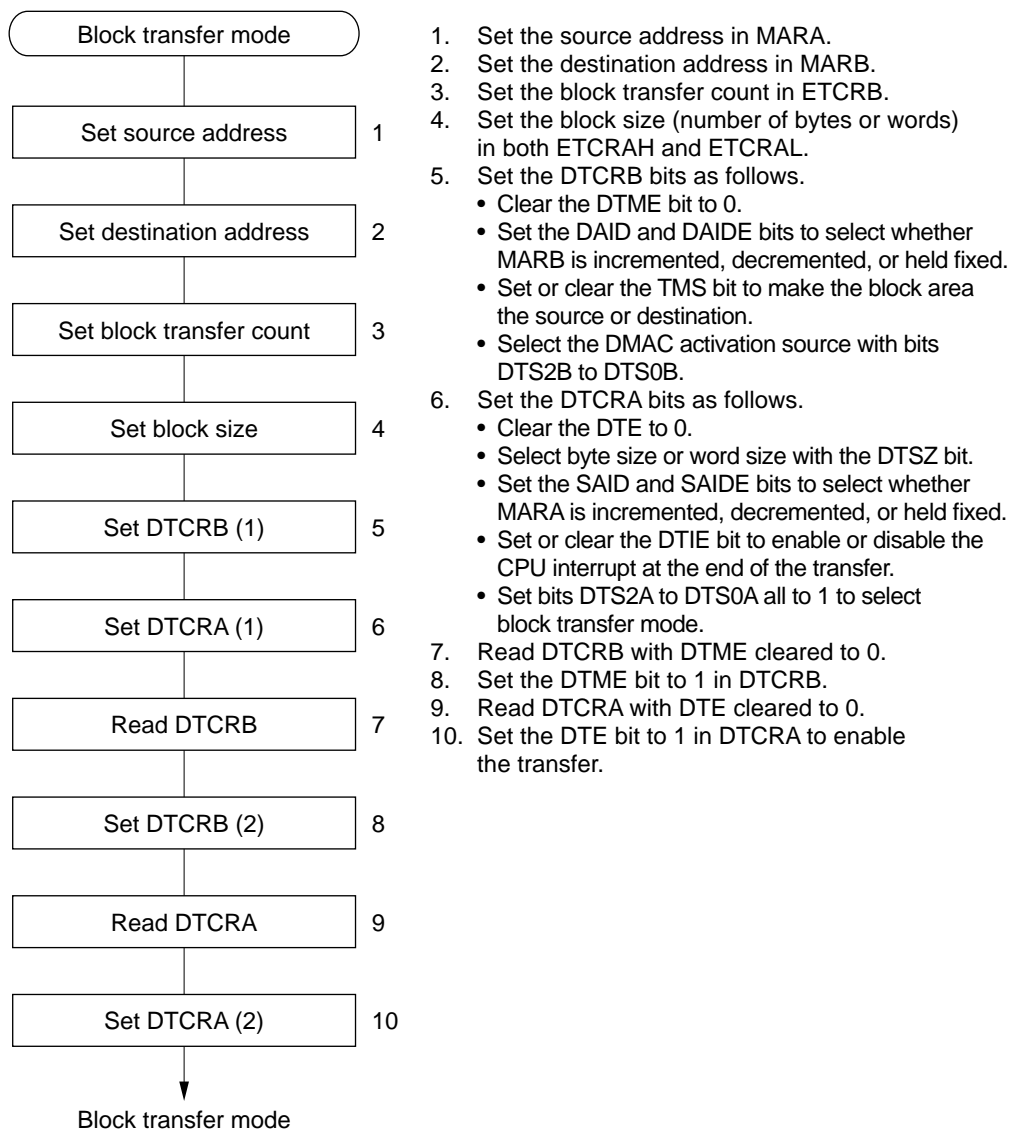 Block transfer mode
Set source address 1
Set destination address 2
Set block transfer count 3
Set block size 4
Set DTCRB (1) 5
Set DTCRA (1) 6
Read DTCRB 7
Set DTCRB (2) 8
Read DTCRA 9
Set DTCRA (2) 10
Block transfer mode
1. Set the source address in MARA.
2. Set the destination address in MARB.
3. Set the block transfer count in ETCRB.
4. Set the block size (number of bytes or words)
in both ETCRAH and ETCRAL.
5. Set the DTCRB bits as follows.
• Clear the DTME bit to 0.
• Set the DAID and DAIDE bits to select whether
MARB is incremented, decremented, or held fixed.
• Set or clear the TMS bit to make the block area
the source or destination.
• Select the DMAC activation source with bits
DTS2B to DTS0B.
6. Set the DTCRA bits as follows.
• Clear the DTE to 0.
• Select byte size or word size with the DTSZ bit.
• Set the SAID and SAIDE bits to select whether
MARA is incremented, decremented, or held fixed.
• Set or clear the DTIE bit to enable or disable the
CPU interrupt at the end of the transfer.
• Set bits DTS2A to DTS0A all to 1 to select
block transfer mode.
7. Read DTCRB with DTME cleared to 0.
8. Set the DTME bit to 1 in DTCRB.
9. Read DTCRA with DTE cleared to 0.
10. Set the DTE bit to 1 in DTCRA to enable
the transfer.